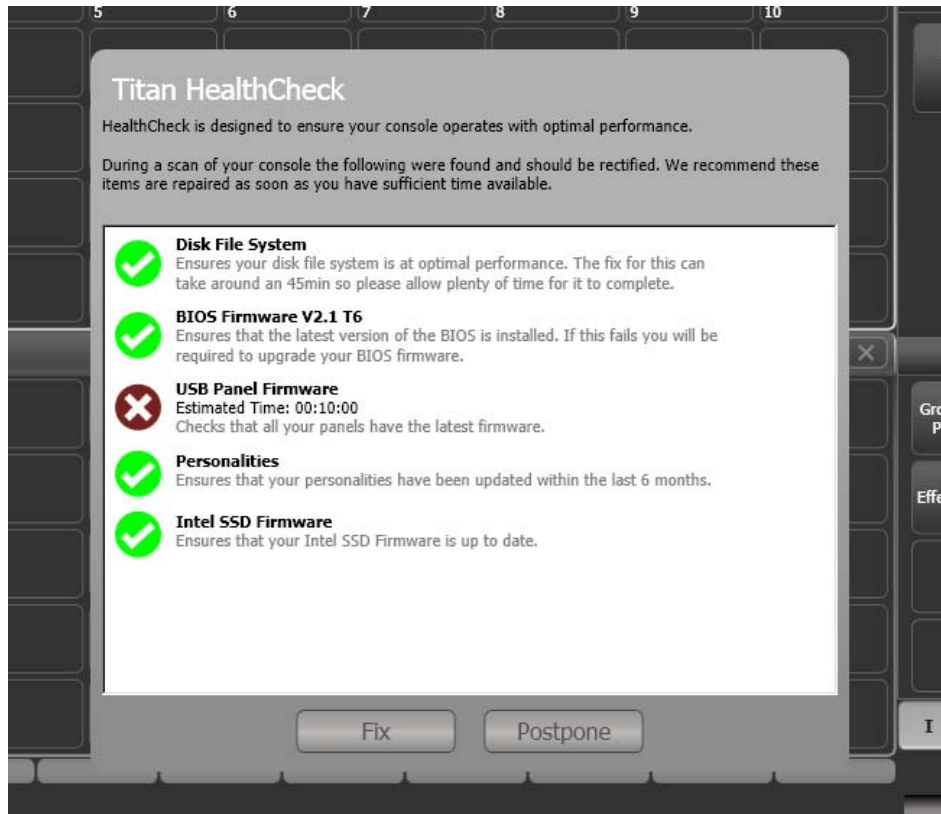 5 6 7 8 9 10
Titan HealthCheck
HealthCheck is designed to ensure your console operates with optimal performance.
During a scan of your console the following were found and should be rectified. We recommend these
items are repaired as soon as you have sufficient time available.
Disk File System
Ensures your disk file system is at optimal performance. The fix for this can
take around an 45min so please allow plenty of time for it to complete.
BIOS Firmware V2.1 T6
Ensures that the latest version of the BIOS is installed. If this fails you will be
required to upgrade your BIOS firmware.
USB Panel Firmware
Estimated Time: 00:10:00
Checks that all your panels have the latest firmware.
Personalities
Ensures that your personalities have been updated within the last 6 months.
Intel SSD Firmware
Ensures that your Intel SSD Firmware is up to date.
Fix
Postpone
Gro
P
Effe
I